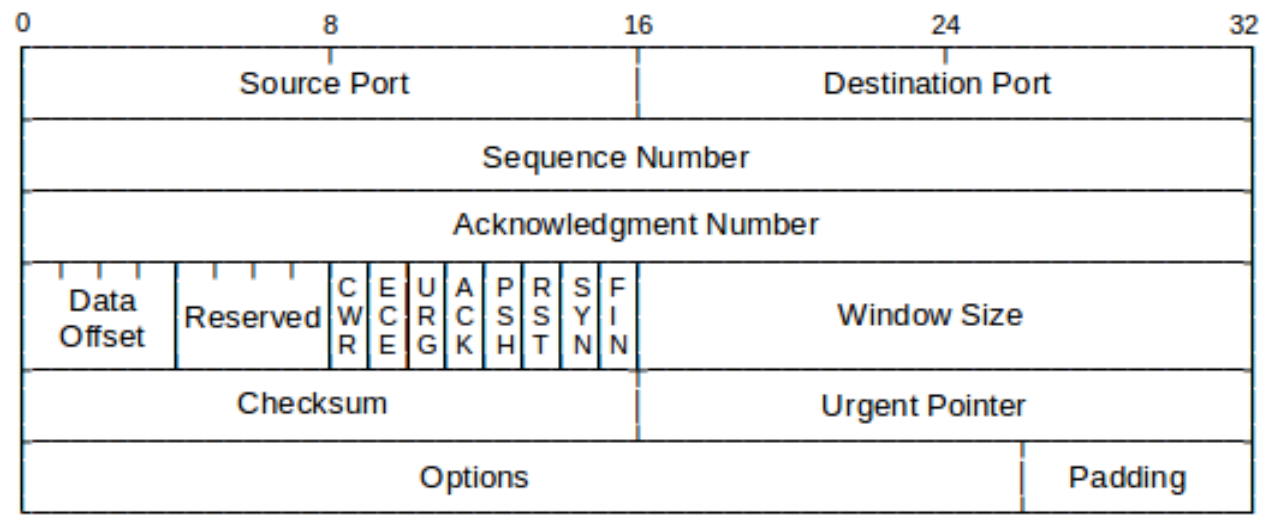 0 8 16 24 32
Source Port Destination Port
Sequence Number
Acknowledgment Number
Data Offset Reserved CWR ECE URG ACK PSH RST SYN FIN Window Size
Checksum Urgent Pointer
Options Padding